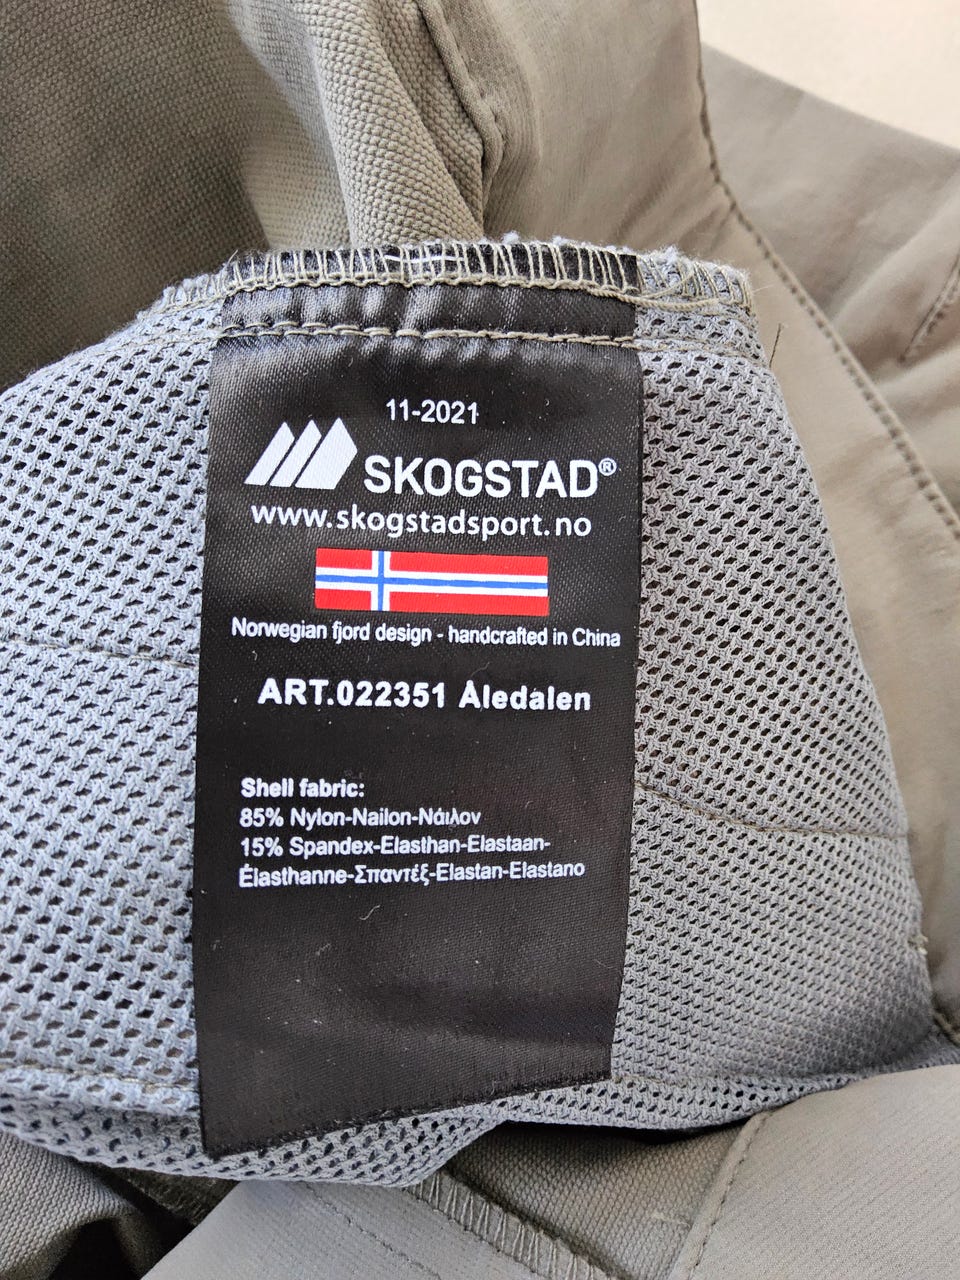 11-2021
SKOGSTAD®
www.skogstadsport.no
Norwegian fjord design - handcrafted in China
ART.022351 Åledalen
Shell fabric:
85% Nylon-Nailon-Νάιλον
15% Spandex-Elasthan-Elastaan-
Élasthanne-Σπαντέξ-Elastan-Elastano